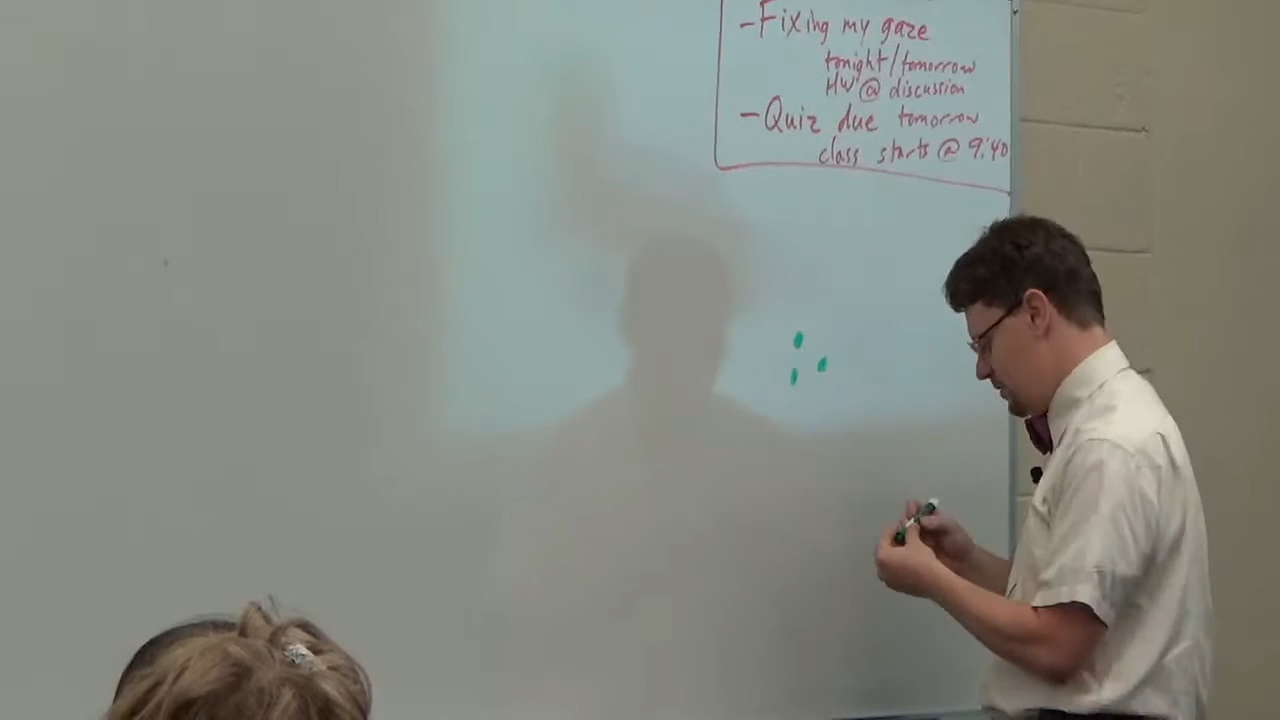 - Fixing my gaze
tonight/tomorrow
HW @ discussion
- Quiz due tomorrow
class starts @ 9:40